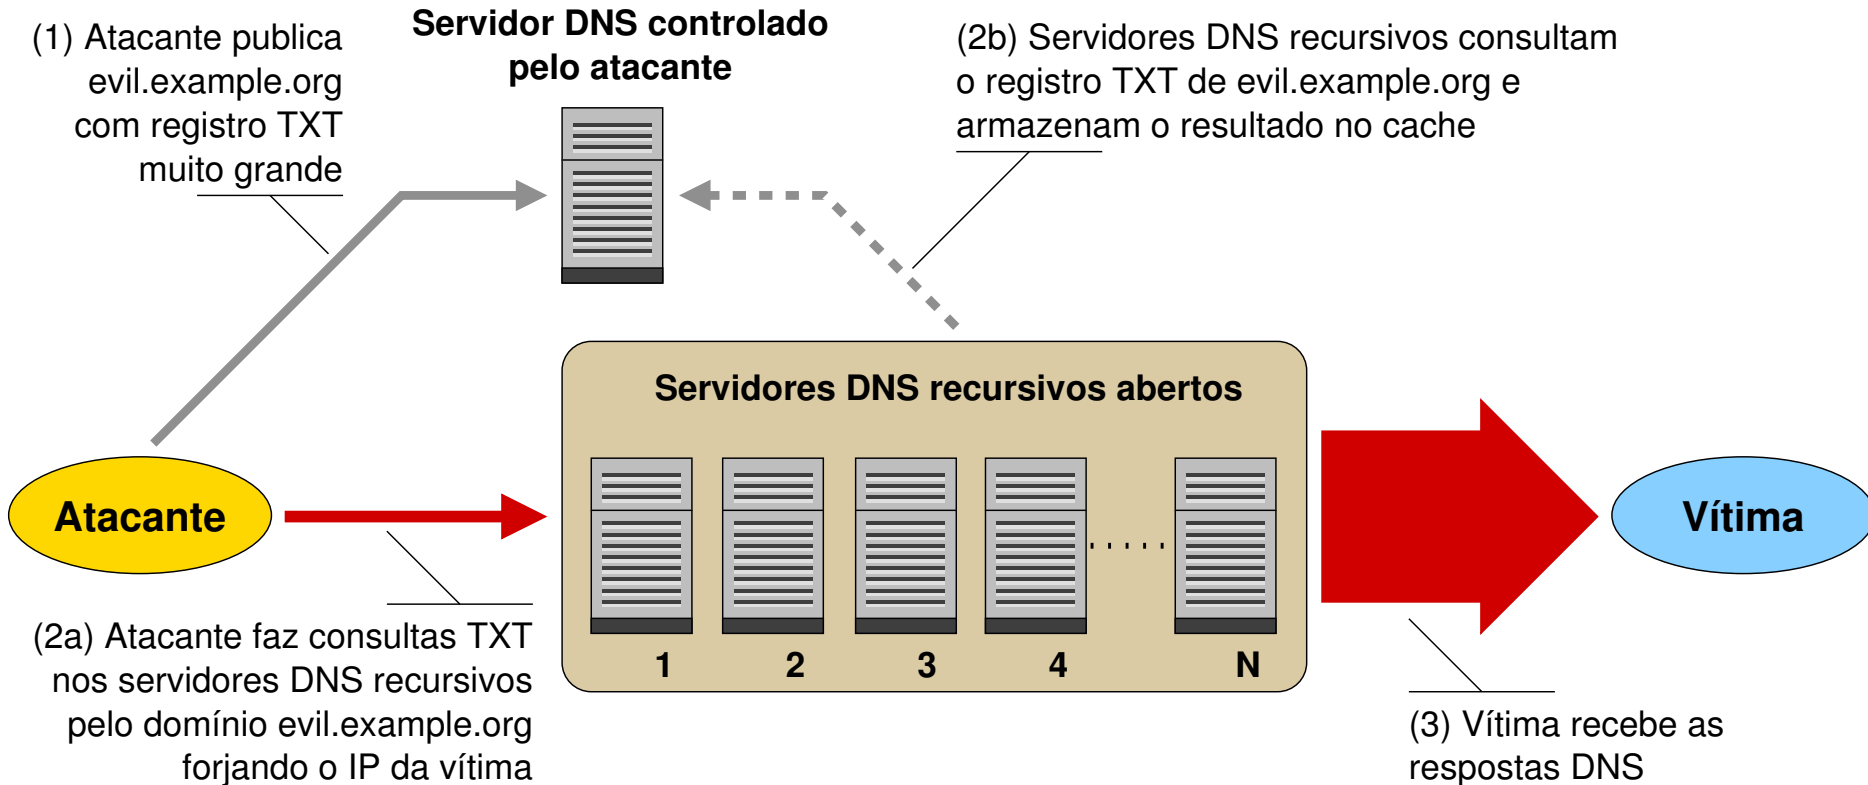 (1) Atacante publica
evil.example.org
com registro TXT
muito grande
Servidor DNS controlado
pelo atacante
(2b) Servidores DNS recursivos consultam
o registro TXT de evil.example.org e
armazenam o resultado no cache
Servidores DNS recursivos abertos
Atacante
Vítima
1 2 3 4 N
(2a) Atacante faz consultas TXT
nos servidores DNS recursivos
pelo domínio evil.example.org
forjando o IP da vítima
(3) Vítima recebe as
respostas DNS